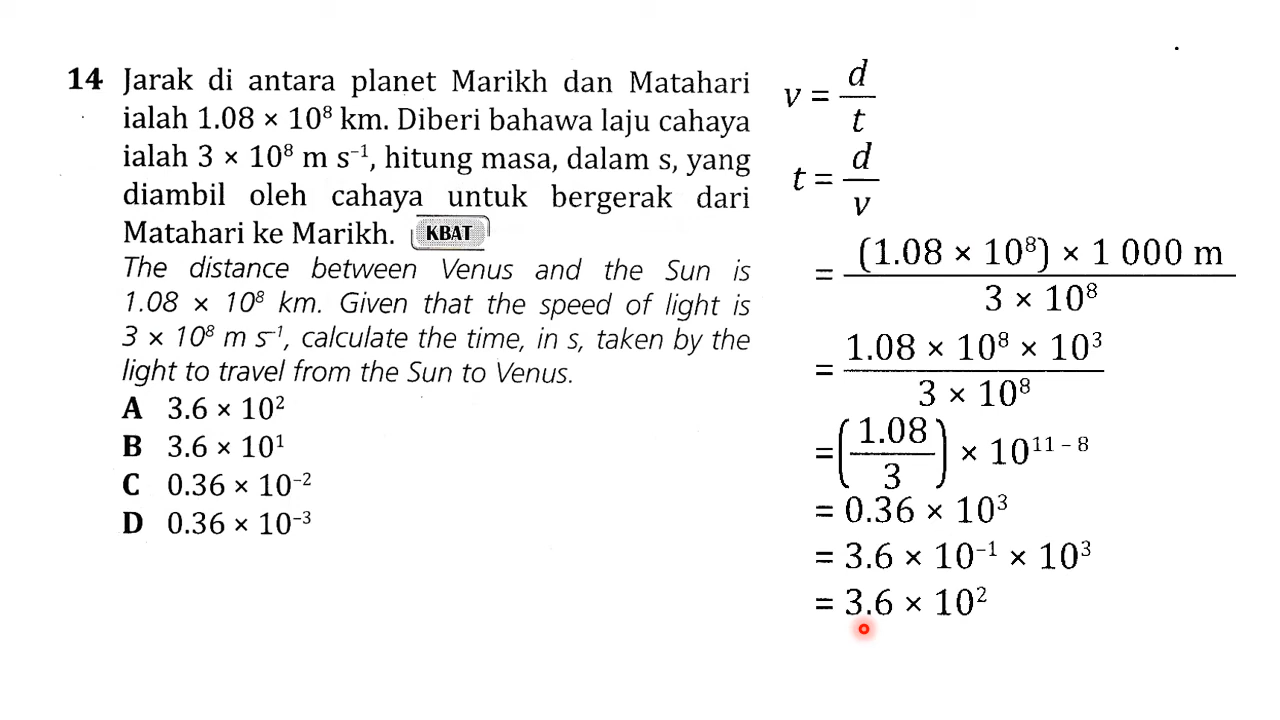 14 Jarak di antara planet Marikh dan Matahari
ialah 1.08 × 10⁸ km. Diberi bahawa laju cahaya
ialah 3 × 10⁸ m s⁻¹, hitung masa, dalam s, yang
diambil oleh cahaya untuk bergerak dari
Matahari ke Marikh. KBAT
The distance between Venus and the Sun is
1.08 × 10⁸ km. Given that the speed of light is
3 × 10⁸ m s⁻¹, calculate the time, in s, taken by the
light to travel from the Sun to Venus.
A 3.6 × 10²
B 3.6 × 10¹
C 0.36 × 10⁻²
D 0.36 × 10⁻³
v = d/t
t = d/v
= (1.08 × 10⁸) × 1 000 m / 3 × 10⁸
= 1.08 × 10⁸ × 10³ / 3 × 10⁸
= (1.08/3) × 10¹¹⁻⁸
= 0.36 × 10³
= 3.6 × 10⁻¹ × 10³
= 3.6 × 10²